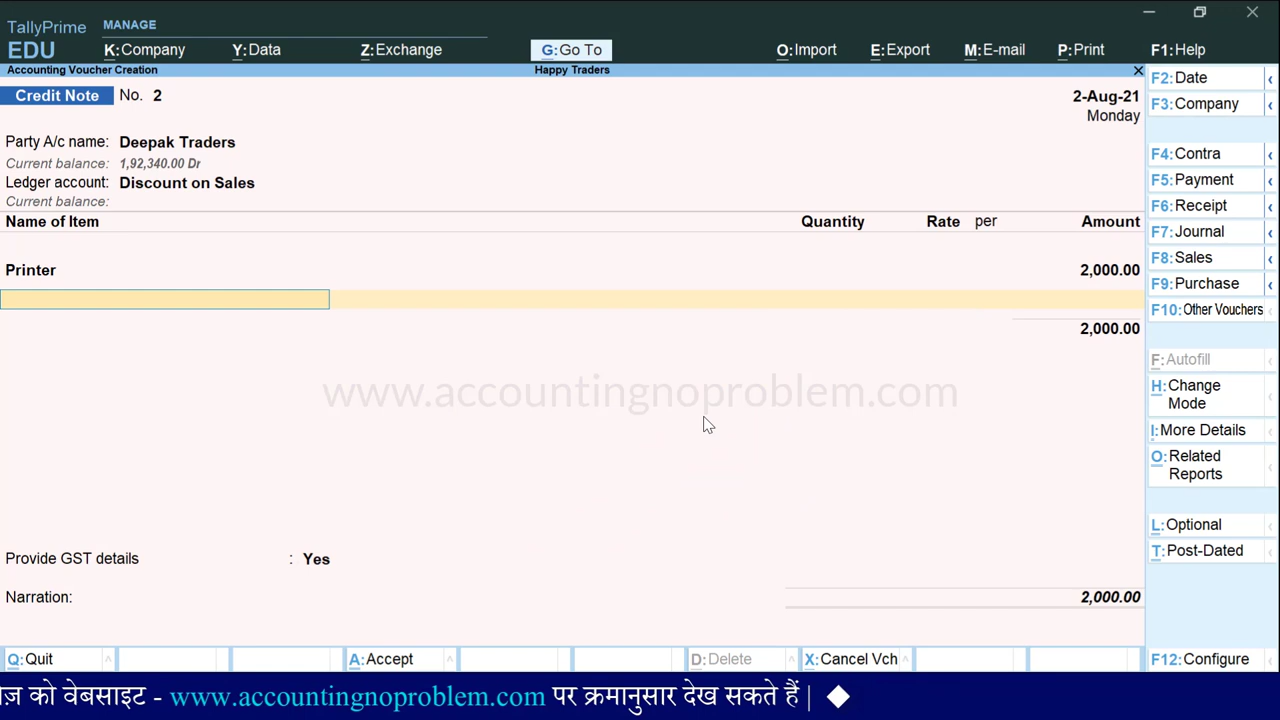 TallyPrime
EDU
MANAGE
K:Company Y:Data Z:Exchange G:Go To O:Import E:Export M:E-mail P:Print F1:Help
Accounting Voucher Creation Happy Traders
Credit Note No. 2 2-Aug-21
Monday
Party A/c name: Deepak Traders
Current balance: 1,92,340.00 Dr
Ledger account: Discount on Sales
Current balance:
Name of Item Quantity Rate per Amount
Printer 2,000.00
2,000.00
www.accountingnoproblem.com
Provide GST details : Yes
Narration: 2,000.00
Q:Quit A:Accept D:Delete X:Cancel Vch F12:Configure
F2:Date
F3:Company
F4:Contra
F5:Payment
F6:Receipt
F7:Journal
F8:Sales
F9:Purchase
F10:Other Vouchers
F:Autofill
H:Change
Mode
I:More Details
O:Related
Reports
L:Optional
T:Post-Dated
ज़ को वेबसाइट - www.accountingnoproblem.com पर क्रमानुसार देख सकते हैं |